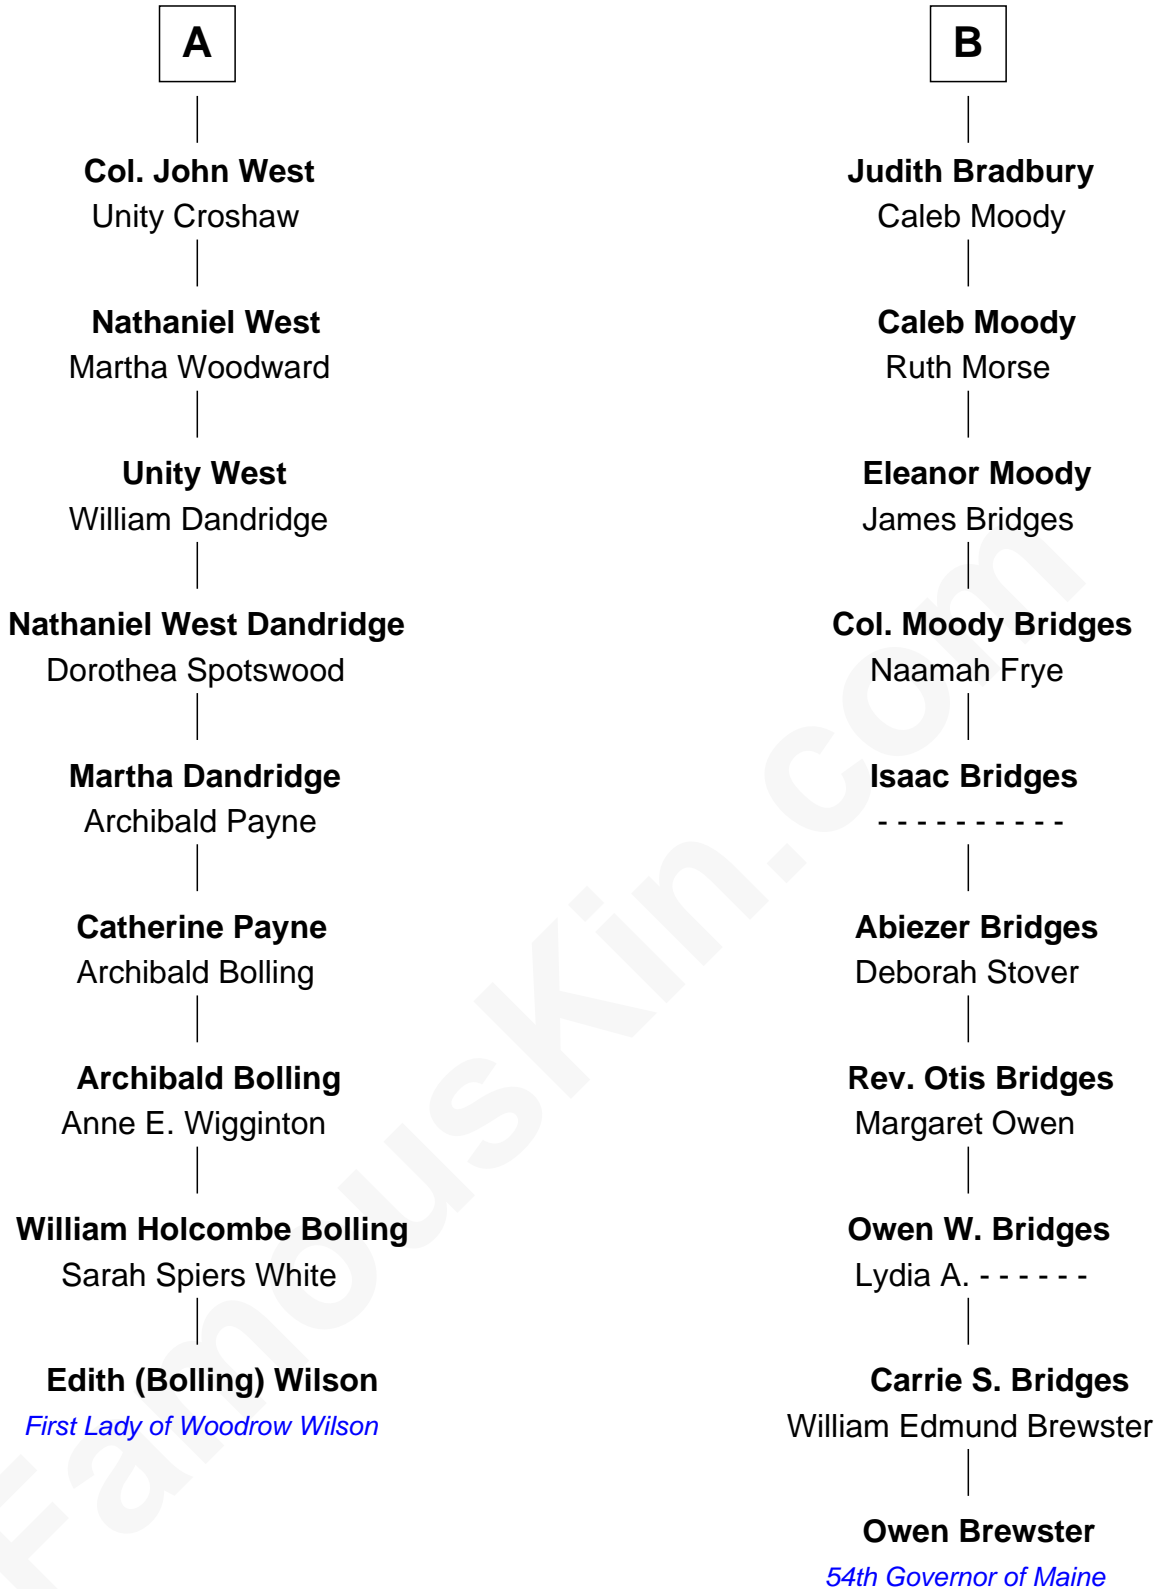 A
Col. John West
Unity Croshaw
Nathaniel West
Martha Woodward
Unity West
William Dandridge
Nathaniel West Dandridge
Dorothea Spotswood
Martha Dandridge
Archibald Payne
Catherine Payne
Archibald Bolling
Archibald Bolling
Anne E. Wigginton
William Holcombe Bolling
Sarah Spiers White
Edith (Bolling) Wilson
First Lady of Woodrow Wilson
B
Judith Bradbury
Caleb Moody
Caleb Moody
Ruth Morse
Eleanor Moody
James Bridges
Col. Moody Bridges
Naamah Frye
Isaac Bridges
- - - - - - - - - -
Abiezer Bridges
Deborah Stover
Rev. Otis Bridges
Margaret Owen
Owen W. Bridges
Lydia A. - - - - - -
Carrie S. Bridges
William Edmund Brewster
Owen Brewster
54th Governor of Maine
FamousKin.com